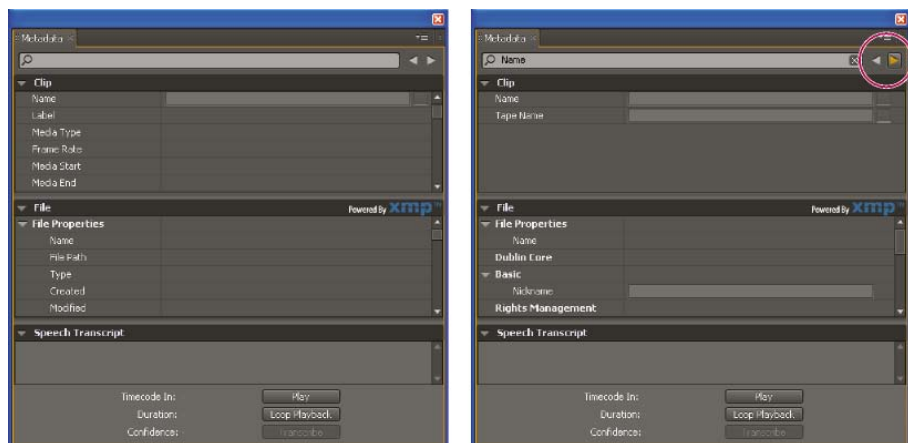 Metadata ×
Clip
Name
Label
Media Type
Frame Rate
Media Start
Media End
File
Powered By xmp™
File Properties
Name
File Path
Type
Created
Modified
Speech Transcript
Timecode In:
Play
Duration:
Loop Playback
Confidence:
Transcribe
Metadata ×
Name
Clip
Name
Tape Name
File
Powered By xmp™
File Properties
Name
Dublin Core
Basic
Nickname
Rights Management
Speech Transcript
Timecode In:
Play
Duration:
Loop Playback
Confidence:
Transcribe